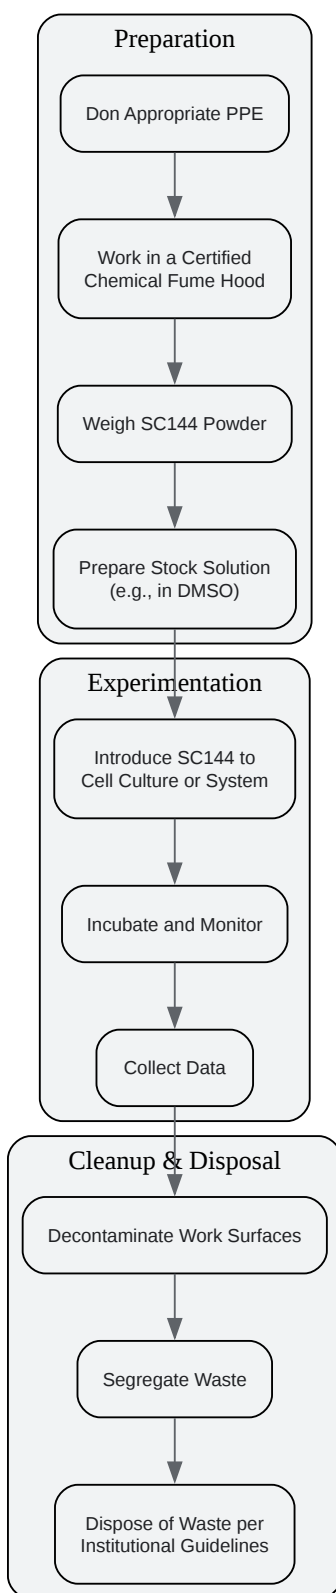 Preparation
Don Appropriate PPE
Work in a Certified
Chemical Fume Hood
Weigh SC144 Powder
Prepare Stock Solution
(e.g., in DMSO)
Experimentation
Introduce SC144 to
Cell Culture or System
Incubate and Monitor
Collect Data
Cleanup & Disposal
Decontaminate Work Surfaces
Segregate Waste
Dispose of Waste per
Institutional Guidelines